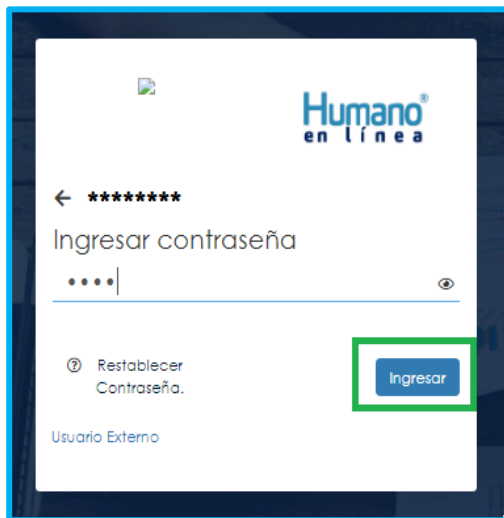 Humano®
en línea
← ********
Ingresar contraseña
••••
Restablecer
Contraseña.
Ingresar
Usuario Externo